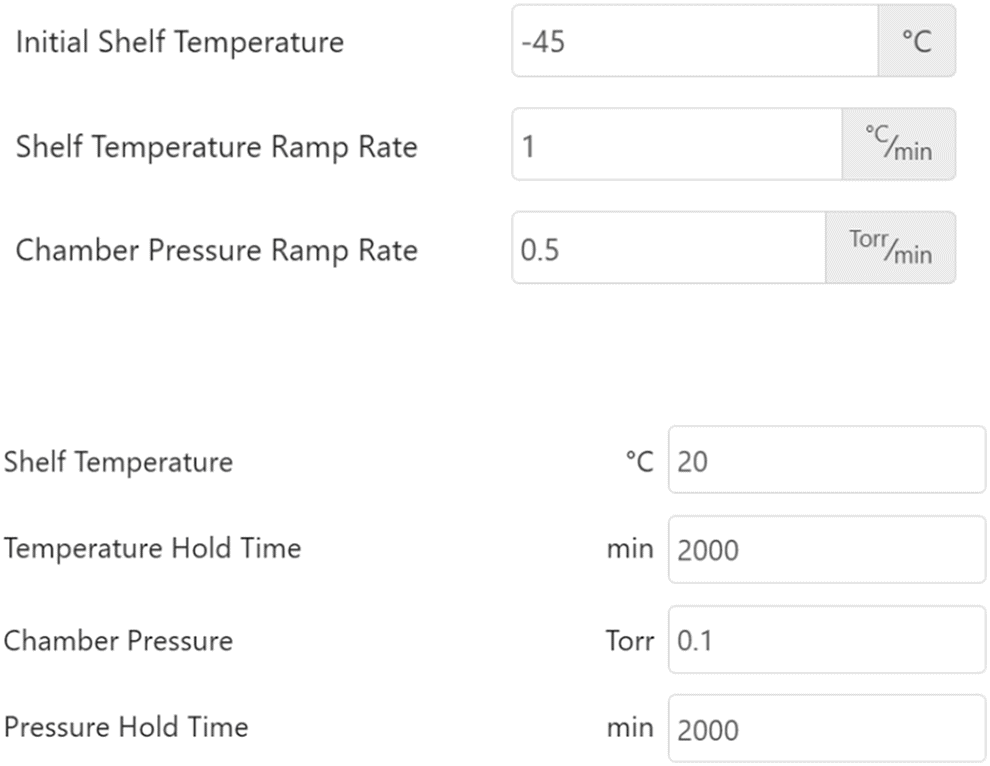 Initial Shelf Temperature -45 °C
Shelf Temperature Ramp Rate 1 °C/min
Chamber Pressure Ramp Rate 0.5 Torr/min
Shelf Temperature °C 20
Temperature Hold Time min 2000
Chamber Pressure Torr 0.1
Pressure Hold Time min 2000